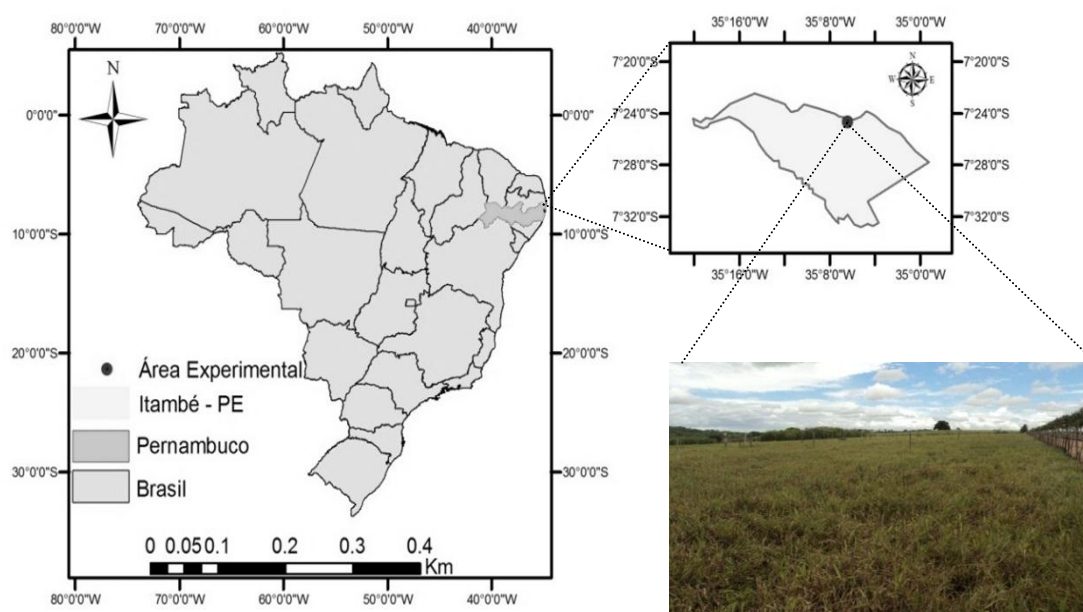 80°0'0"W 70°0'0"W 60°0'0"W 50°0'0"W 40°0'0"W
N
0°0'0" 0°0'0"
10°0'0"S 10°0'0"S
20°0'0"S 20°0'0"S
30°0'0"S 30°0'0"S
Área Experimental
Itambé - PE
Pernambuco
Brasil
0 0.05 0.1 0.2 0.3 0.4
Km
80°0'0"W 70°0'0"W 60°0'0"W 50°0'0"W 40°0'0"W
35°16'0"W 35°8'0"W 35°0'0"W
7°20'0"S 7°20'0"S
N
W E
S
7°24'0"S 7°24'0"S
7°28'0"S 7°28'0"S
7°32'0"S 7°32'0"S
35°16'0"W 35°8'0"W 35°0'0"W